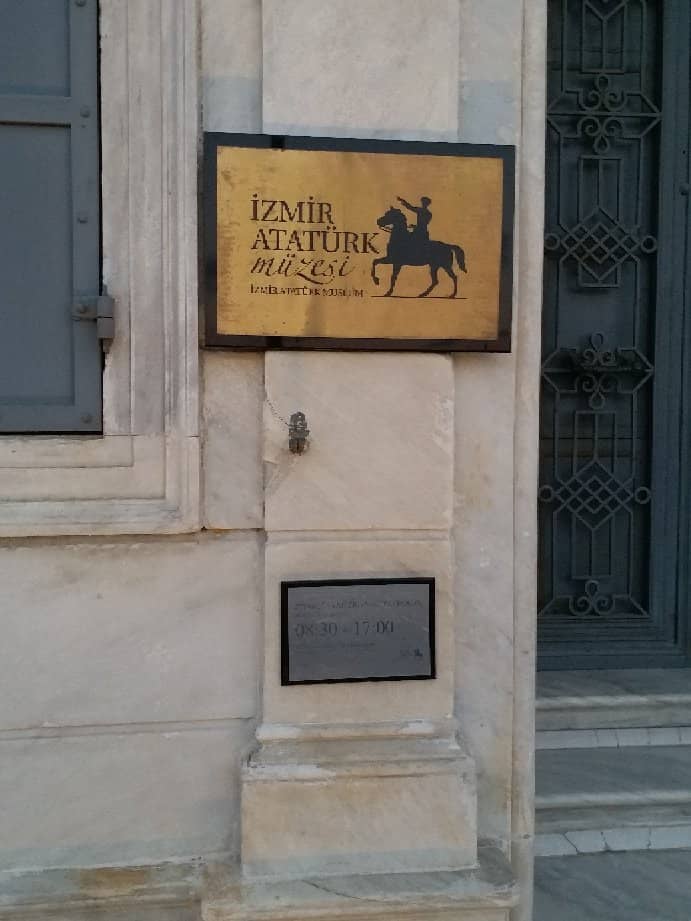 İZMİR
ATATÜRK
müzesi
İZMİR ATATÜRK MUSEUM
08:30 - 17:00